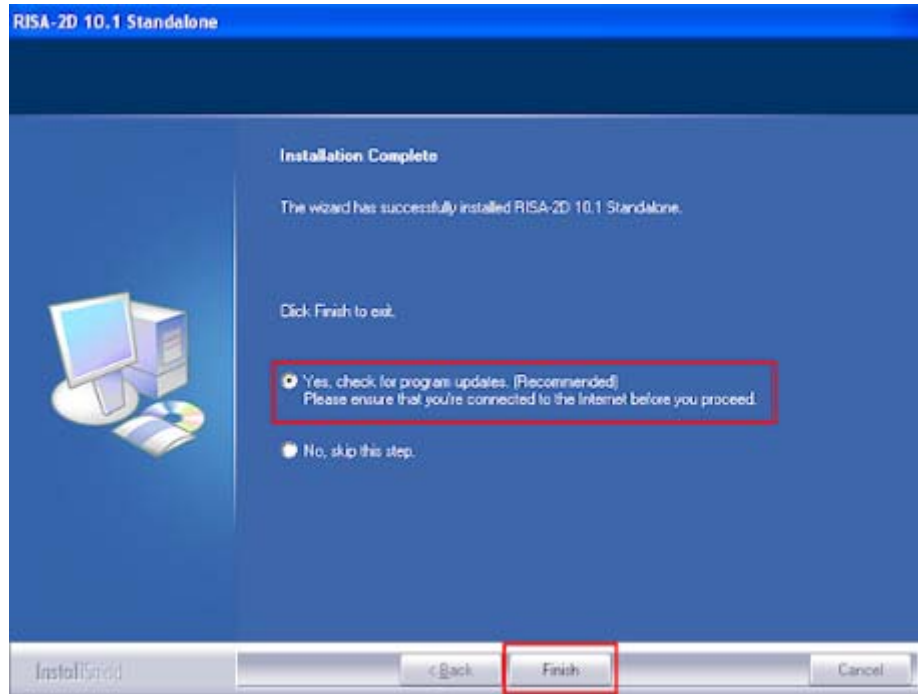 RISA-2D 10.1 Standalone
Installation Complete
The wizard has successfully installed RISA-2D 10.1 Standalone.
Click Finish to exit.
Yes, check for program updates. (Recommended)
Please ensure that you're connected to the Internet before you proceed.
No, skip this step.
InstallShield
< Back
Finish
Cancel